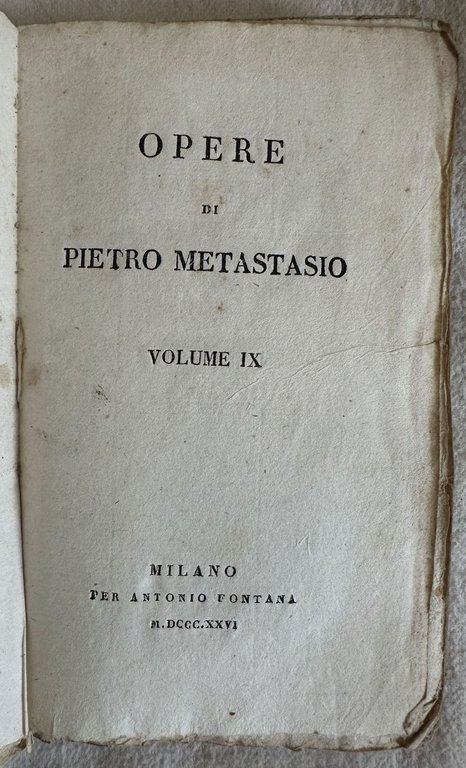 OPERE
DI
PIETRO METASTASIO
VOLUME IX
MILANO
PER ANTONIO FONTANA
M.DCCC.XXVI